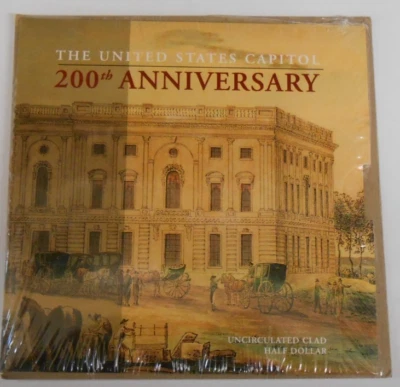 THE UNITED STATES CAPITOL
200th ANNIVERSARY
UNCIRCULATED CLAD
HALF DOLLAR